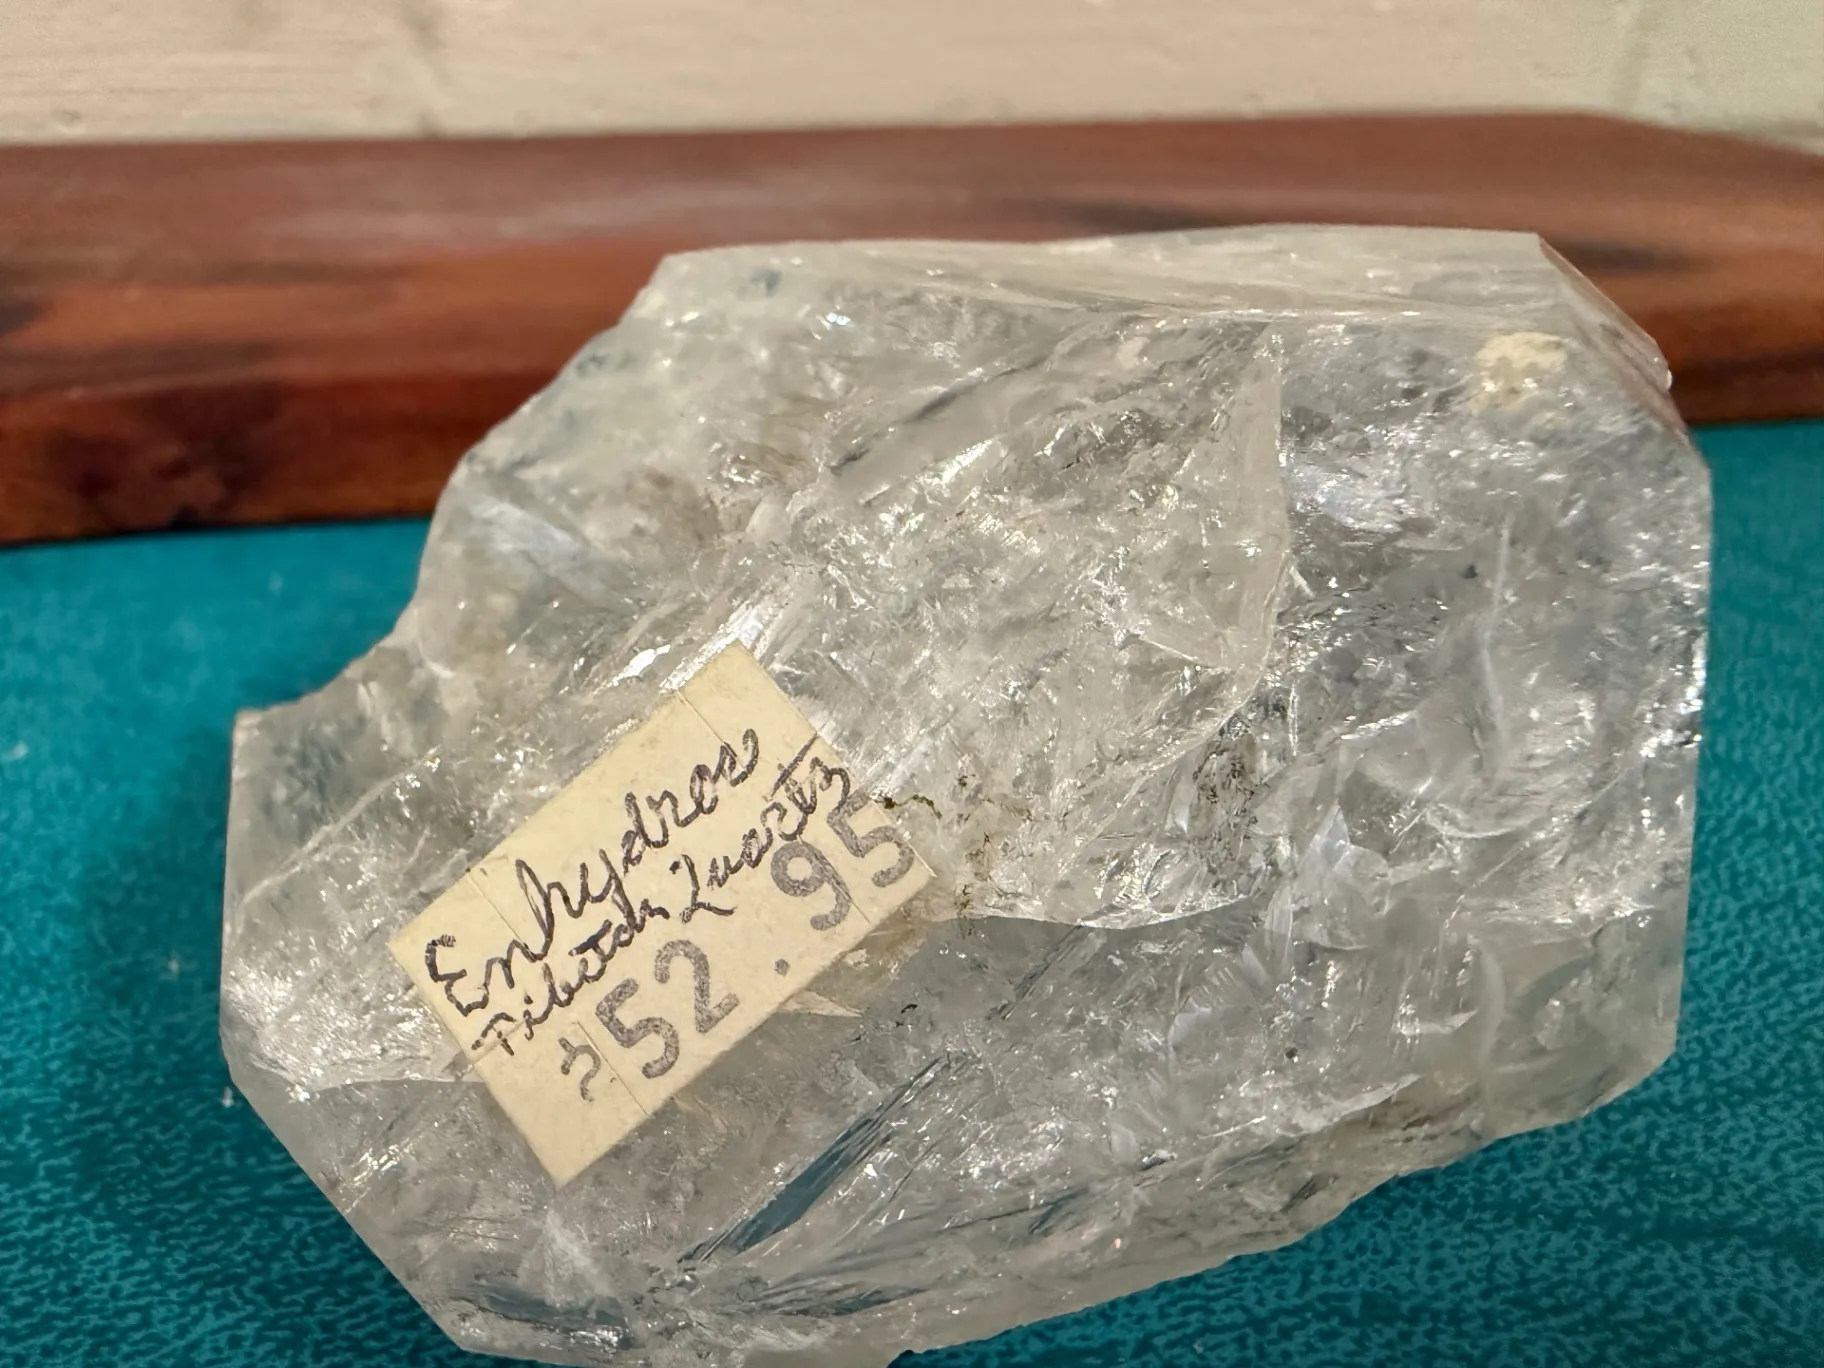 Enhydros
Tibetan Quartz
52.95